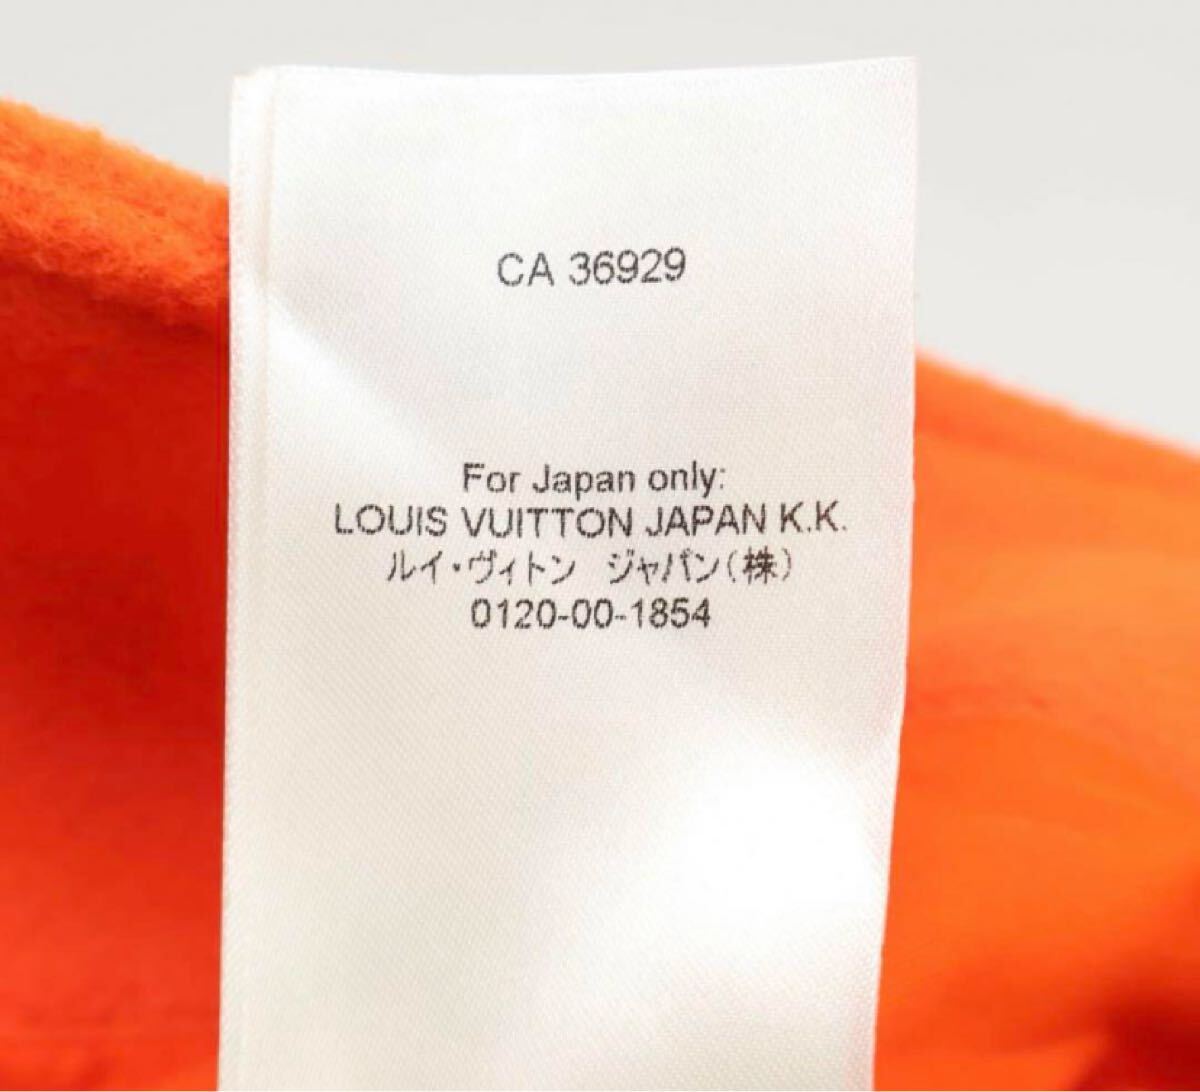 CA 36929
For Japan only:
LOUIS VUITTON JAPAN K.K.
ルイ・ヴィトン　ジャパン(株)
0120-00-1854